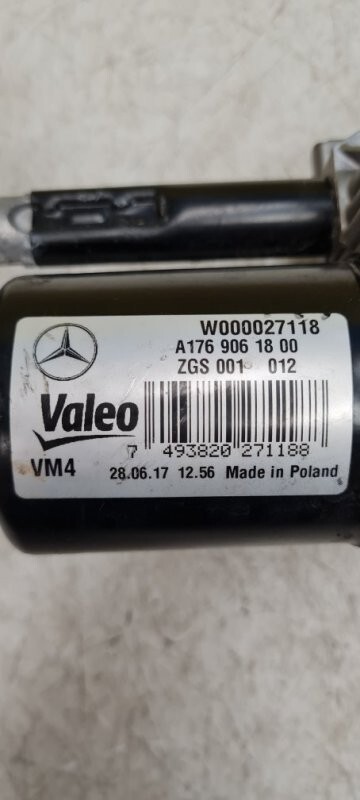 W000027118
A176 906 18 00
ZGS 001 012
Valeo
7 493820 271188
VM4
28.06.17 12.56 Made in Poland